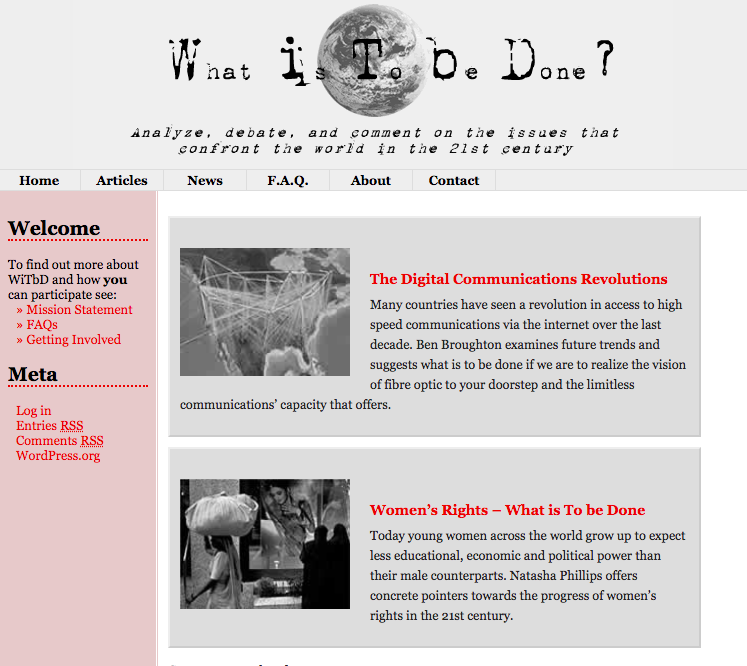 What is To be Done?
Analyze, debate, and comment on the issues that
confront the world in the 21st century
Home Articles News F.A.Q. About Contact
Welcome
To find out more about
WiTbD and how you
can participate see:
» Mission Statement
» FAQs
» Getting Involved
Meta
Log in
Entries RSS
Comments RSS
WordPress.org
The Digital Communications Revolutions
Many countries have seen a revolution in access to high
speed communications via the internet over the last
decade. Ben Broughton examines future trends and
suggests what is to be done if we are to realize the vision
of fibre optic to your doorstep and the limitless
communications’ capacity that offers.
Women’s Rights – What is To be Done
Today young women across the world grow up to expect
less educational, economic and political power than
their male counterparts. Natasha Phillips offers
concrete pointers towards the progress of women’s
rights in the 21st century.